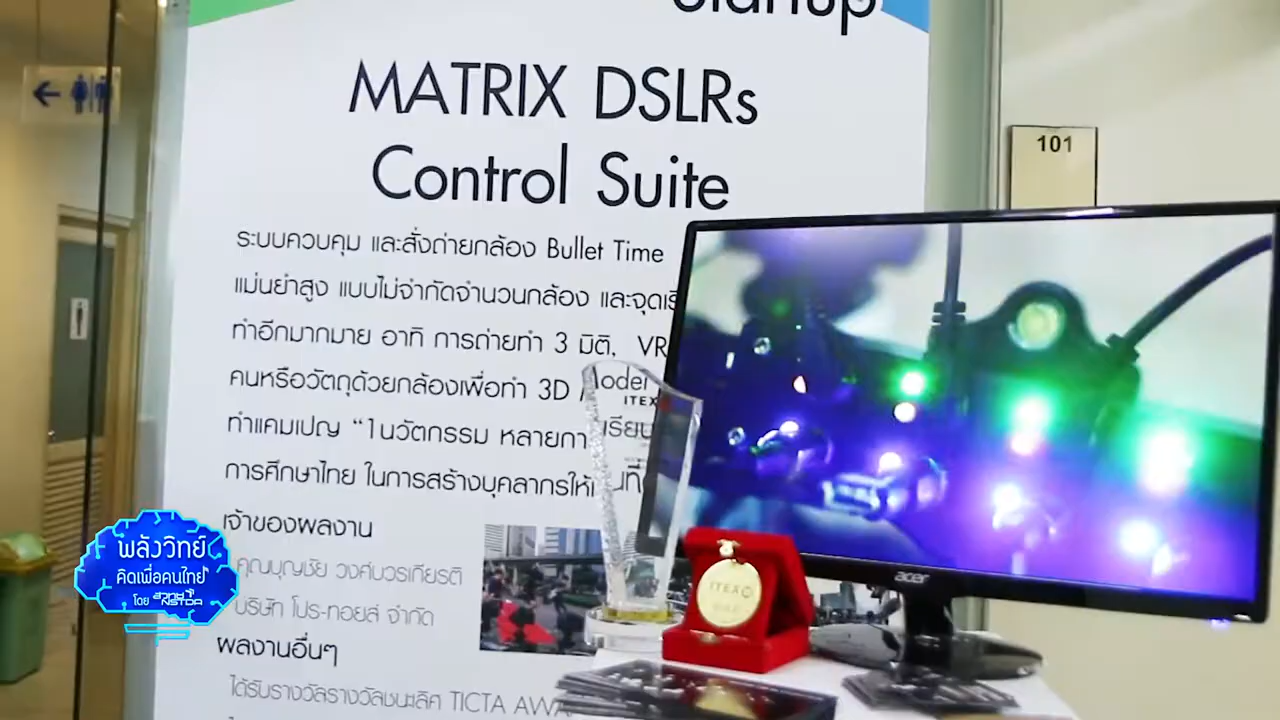 Startup
MATRIX DSLRs
Control Suite
101
ระบบควบคุม และสั่งถ่ายกล้อง Bullet Time
แม่นยำสูง แบบไม่จำกัดจำนวนกล้อง และจุดเ
ทำอีกมากมาย อาทิ การถ่ายทำ 3 มิติ, VR
คนหรือวัตถุด้วยกล้องเพื่อทำ 3D Model
ITEX
ทำแคมเปญ “1นวัตกรรม หลายกา เรียน
การศึกษาไทย ในการสร้างบุคลากรให้
เจ้าของผลงาน
คุณบุญชัย วงศ์บวรเกียรติ
บริษัท โปร-ทอยส์ จำกัด
ผลงานอื่นๆ
ได้รับรางวัลรางวัลชนะเลิศ TICTA AWA
acer
ITEX
พลังวิทย์
คิดเพื่อคนไทย
โดย สวทช NSTDA